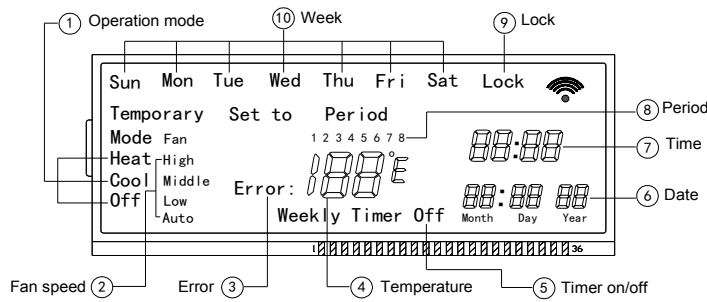 ① Operation mode ⑩ Week ⑨ Lock
Sun Mon Tue Wed Thu Fri Sat Lock
Temporary Set to Period
⑧ Period
Mode Fan 1 2 3 4 5 6 7 8
88:88 ⑦ Time
Heat High
188°E
Cool Middle
Error:
Off Low
88:88 88 ⑥ Date
Auto
Weekly Timer Off Month Day Year
1 36
Fan speed ② Error ③ ④ Temperature ⑤ Timer on/off